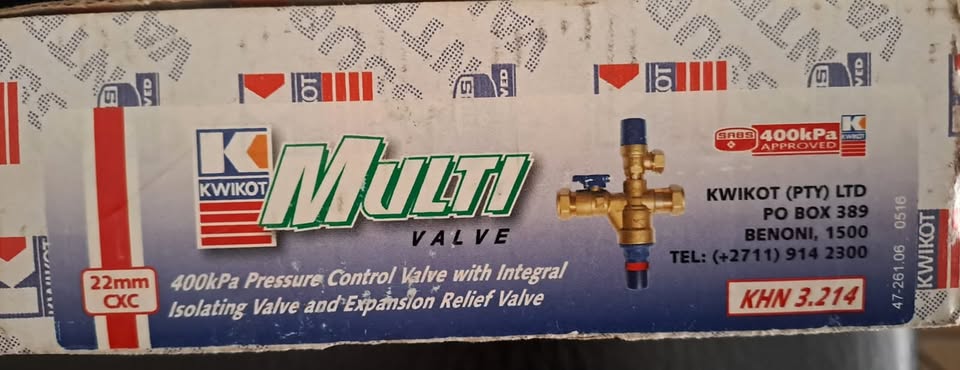 K
KWIKOT
MULTI
VALVE
400kPa Pressure Control Valve with Integral
Isolating Valve and Expansion Relief Valve
22mm
CXC
SABS
400kPa
APPROVED
KWIKOT
KWIKOT (PTY) LTD
PO BOX 389
BENONI, 1500
TEL: (+2711) 914 2300
KHN 3.214
47-261.06 0516
KWIKOT